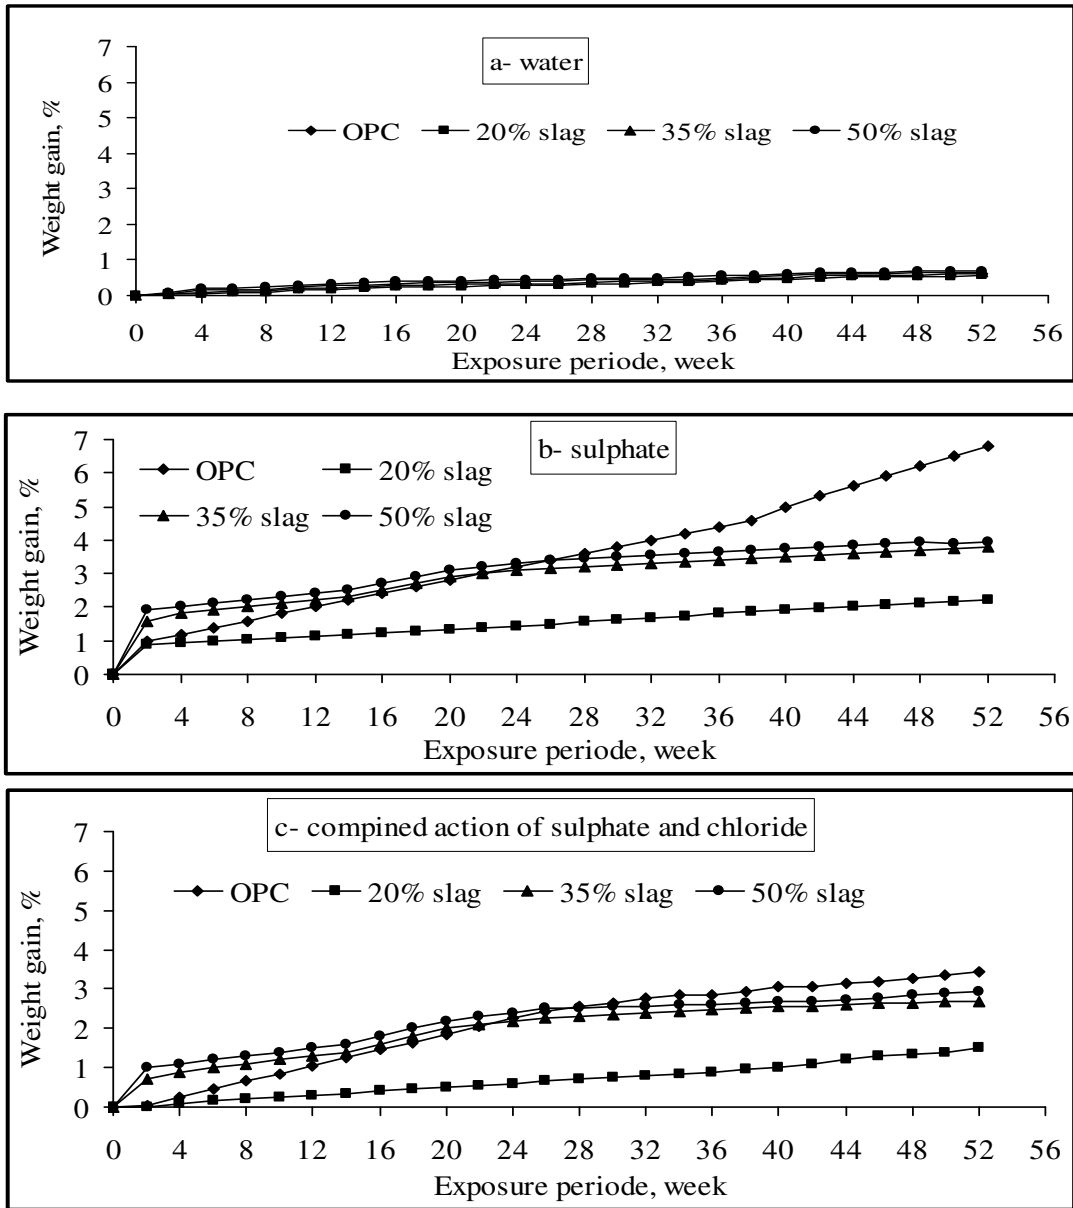 a- water
OPC 20% slag 35% slag 50% slag
Weight gain, %
7
6
5
4
3
2
1
0
0 4 8 12 16 20 24 28 32 36 40 44 48 52 56
Exposure periode, week
b- sulphate
OPC 20% slag
35% slag 50% slag
Weight gain, %
7
6
5
4
3
2
1
0
0 4 8 12 16 20 24 28 32 36 40 44 48 52 56
Exposure periode, week
c- compined action of sulphate and chloride
OPC 20% slag 35% slag 50% slag
Weight gain, %
7
6
5
4
3
2
1
0
0 4 8 12 16 20 24 28 32 36 40 44 48 52 56
Exposure periode, week